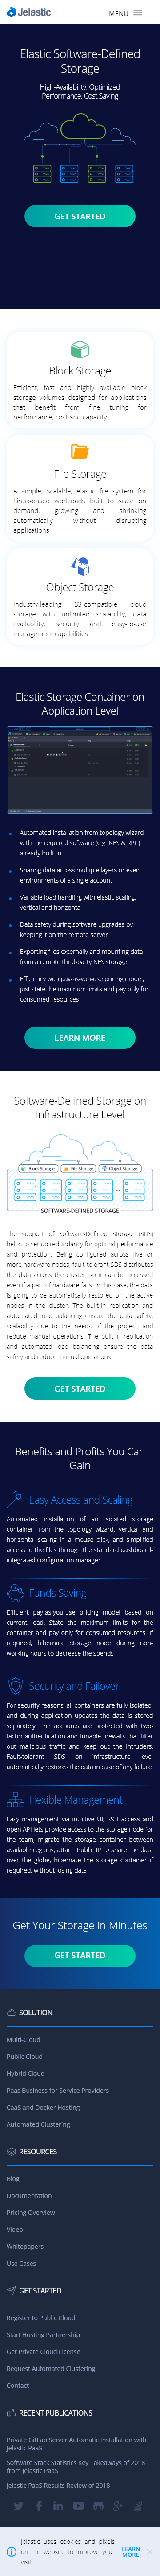 Jelastic
MENU
Elastic Software-Defined
Storage
High-Availability. Optimized
Performance. Cost Saving
GET STARTED
Block Storage
Efficient, fast and highly available block
storage volumes designed for applications
that benefit from fine tuning for
performance, cost and capacity
File Storage
A simple, scalable, elastic file system for
Linux-based workloads built to scale on
demand, growing and shrinking
automatically without disrupting
applications
Object Storage
Industry-leading S3-compatible cloud
storage with unlimited scalability, data
availability, security and easy-to-use
management capabilities
Elastic Storage Container on
Application Level
Automated installation from topology wizard
with the required software (e.g. NFS & RPC)
already built-in
Sharing data across multiple layers or even
environments of a single account
Variable load handling with elastic scaling,
vertical and horizontal
Data safety during software upgrades by
keeping it on the remote server
Exporting files externally and mounting data
from a remote third-party NFS storage
Efficiency with pay-as-you-use pricing model,
just state the maximum limits and pay only for
consumed resources
LEARN MORE
Software-Defined Storage on
Infrastructure Level
Block Storage File Storage Object Storage
SOFTWARE-DEFINED STORAGE
The support of Software-Defined Storage (SDS)
helps to set up redundancy for optimal performance
and protection. Being configured across five or
more hardware nodes, fault-tolerant SDS distributes
the data across the cluster, so it can be accessed
even if a part of hardware fails. In this case, the data
is going to be automatically restored to the active
nodes in the cluster. The built-in replication and
automated load balancing ensure the data safety,
scalability up to the needs of the project, and
reduce manual operations. The built-in replication
and automated load balancing ensure the data
safety and reduce manual operations.
GET STARTED
Benefits and Profits You Can
Gain
Easy Access and Scaling
Automated installation of an isolated storage
container from the topology wizard, vertical and
horizontal scaling in a mouse click, and simplified
access to the files through the standard dashboard-
integrated configuration manager
Funds Saving
Efficient pay-as-you-use pricing model based on
current load. State the maximum limits for the
container and pay only for consumed resources. If
required, hibernate storage node during non-
working hours to decrease the spends
Security and Failover
For security reasons, all containers are fully isolated,
and during application updates the data is stored
separately. The accounts are protected with two-
factor authentication and tunable firewalls that filter
out malicious traffic and keep out the intruders.
Fault-tolerant SDS on infrastructure level
automatically restores the data in case of any failure
Flexible Management
Easy management via intuitive UI, SSH access and
open API lets provide access to the storage node for
the team, migrate the storage container between
available regions, attach Public IP to share the data
over the globe, hibernate the storage container if
required, without losing data
Get Your Storage in Minutes
GET STARTED
SOLUTION
Multi-Cloud
Public Cloud
Hybrid Cloud
Paas Business for Service Providers
CaaS and Docker Hosting
Automated Clustering
RESOURCES
Blog
Documentation
Pricing Overview
Video
Whitepapers
Use Cases
GET STARTED
Register to Public Cloud
Start Hosting Partnership
Get Private Cloud License
Request Automated Clustering
Contact
RECENT PUBLICATIONS
Private GitLab Server Automatic Installation with
Jelastic PaaS
Software Stack Statistics Key Takeaways of 2018
from Jelastic PaaS
Jelastic PaaS Results Review of 2018
Jelastic uses cookies and pixels
on the website to improve your
visit
LEARN
MORE